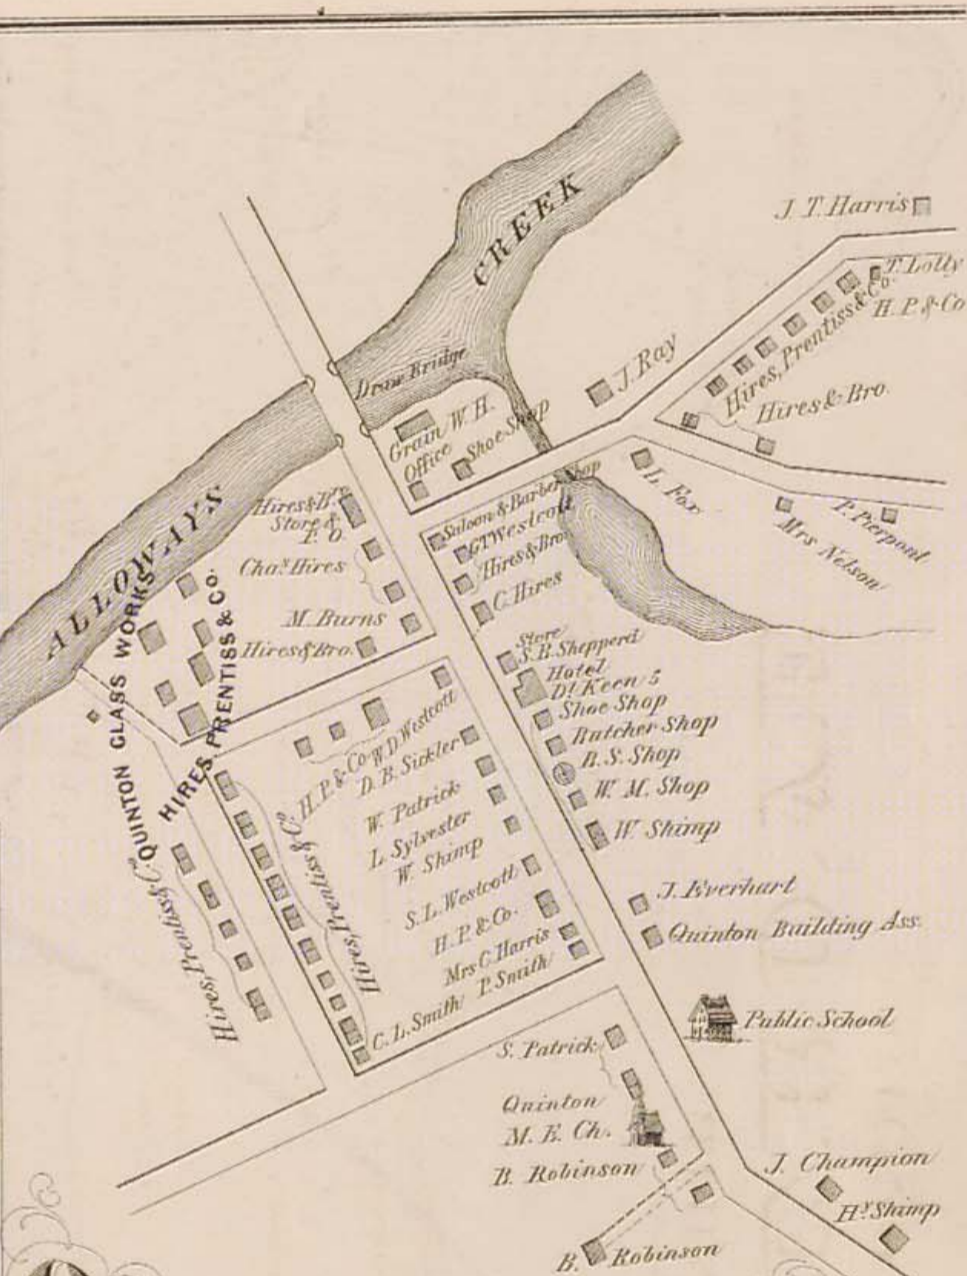 CREEK
J. T. Harris
T. Lolly
H. P. & Co
Hires, Prentiss & Co.
Hires & Bro.
J. Ray
Draw Bridge
Grain W. H.
Office
Shoe Shop
ALLOWAYS
Saloon & Barber Shop
G T Westcott
Hires & Bro
C. Hires
L. Fox
P. Pierpont
Mrs Nelson
Hires & Bro.
Store &
P. O.
Chas. Hires
M. Burns
Hires & Bro.
QUINTON GLASS WORKS
HIRES, PRENTISS & CO.
Store
S. B. Shepperd
Hotel
Dl. Keen 5
Shoe Shop
Butcher Shop
B. S. Shop
W. M. Shop
W. Shimp
H. P. & Co.
W. D. Westcott
D. B. Sickler
W. Patrick
L. Sylvester
W. Shimp
S. L. Westcott
H. P. & Co.
Mrs C. Harris
P. Smith
C. L. Smith
Hires, Prentiss & Co
Hires, Prentiss & Co
J. Everhart
Quinton Building Ass.
Public School
S. Patrick
Quinton
M. E. Ch.
B. Robinson
J. Champion
Hy. Shimp
B. Robinson